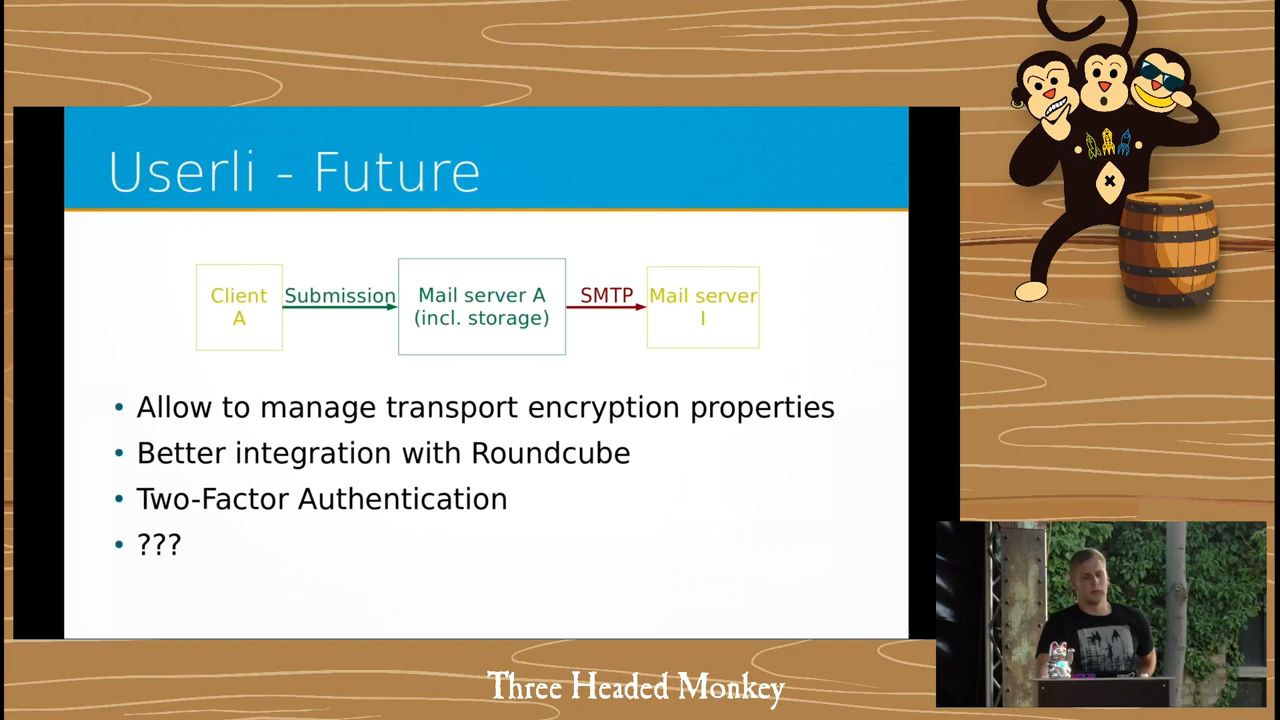 Userli - Future
Client
A
Submission
Mail server A
(incl. storage)
SMTP
Mail server
I
• Allow to manage transport encryption properties
• Better integration with Roundcube
• Two-Factor Authentication
• ???
Three Headed Monkey